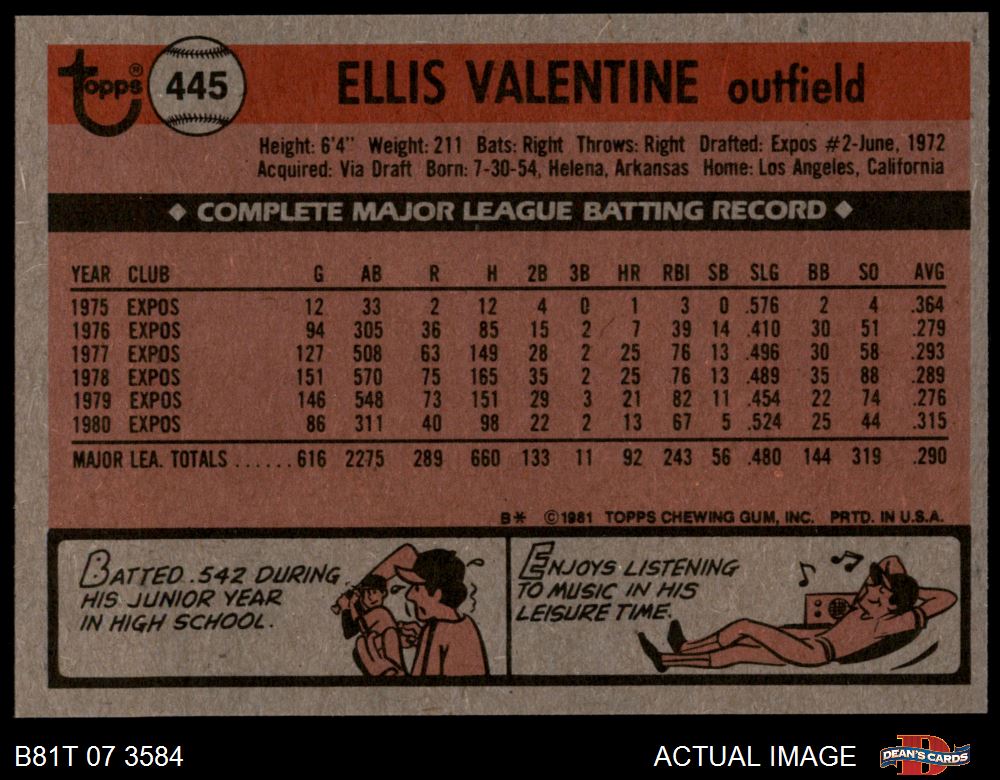 topps® 445 ELLIS VALENTINE outfield
Height: 6'4" Weight: 211 Bats: Right Throws: Right Drafted: Expos #2-June, 1972
Acquired: Via Draft Born: 7-30-54, Helena, Arkansas Home: Los Angeles, California
◆ COMPLETE MAJOR LEAGUE BATTING RECORD ◆
YEAR CLUB G AB R H 2B 3B HR RBI SB SLG BB SO AVG
1975 EXPOS 12 33 2 12 4 0 1 3 0 .576 2 4 .364
1976 EXPOS 94 305 36 85 15 2 7 39 14 .410 30 51 .279
1977 EXPOS 127 508 63 149 28 2 25 76 13 .496 30 58 .293
1978 EXPOS 151 570 75 165 35 2 25 76 13 .489 35 88 .289
1979 EXPOS 146 548 73 151 29 3 21 82 11 .454 22 74 .276
1980 EXPOS 86 311 40 98 22 2 13 67 5 .524 25 44 .315
MAJOR LEA. TOTALS ......616 2275 289 660 133 11 92 243 56 .480 144 319 .290
B* ©1981 TOPPS CHEWING GUM, INC. PRTD. IN U.S.A.
BATTED .542 DURING
HIS JUNIOR YEAR
IN HIGH SCHOOL.
ENJOYS LISTENING
TO MUSIC IN HIS
LEISURE TIME.
B81T 07 3584 ACTUAL IMAGE DEAN'S CARDS